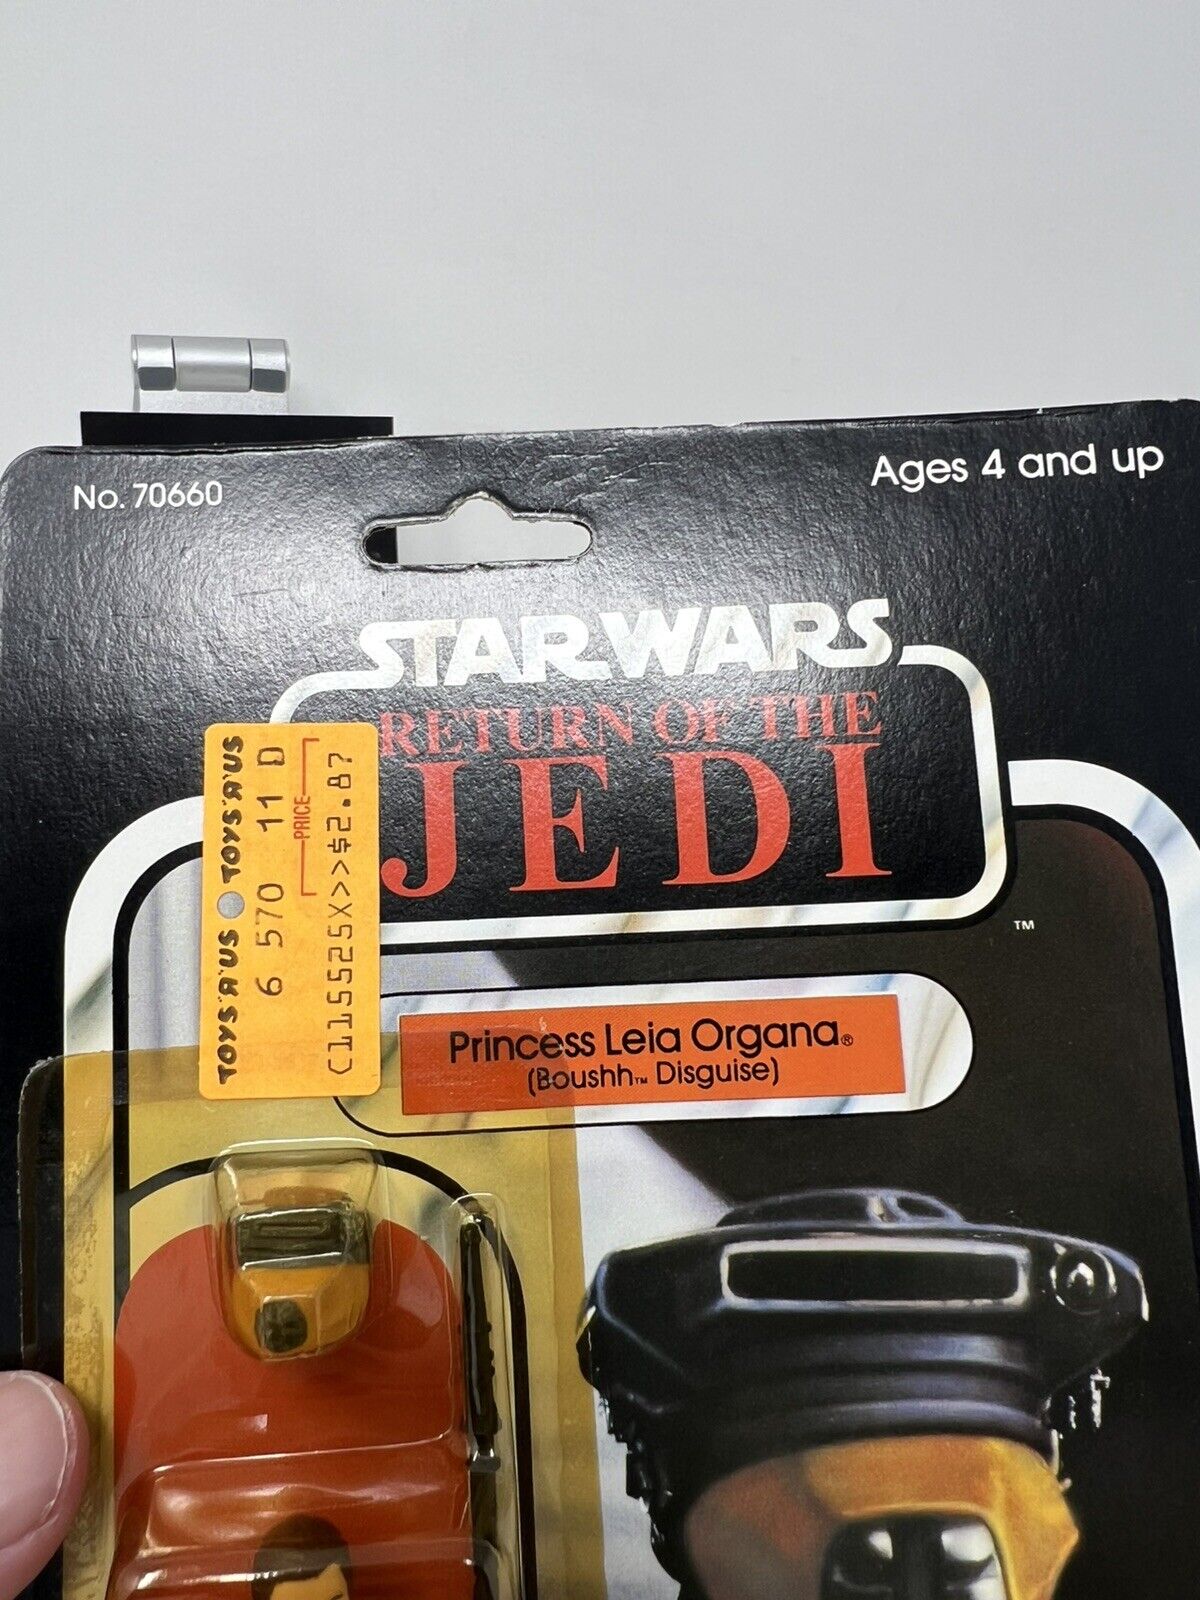 No. 70660
Ages 4 and up
STAR WARS
RETURN OF THE
JEDI
TM
TOYS "R" US TOYS "R" US
6 570 11 D
PRICE
C115525X>>$2.87
Princess Leia Organa®
(Boushh™ Disguise)